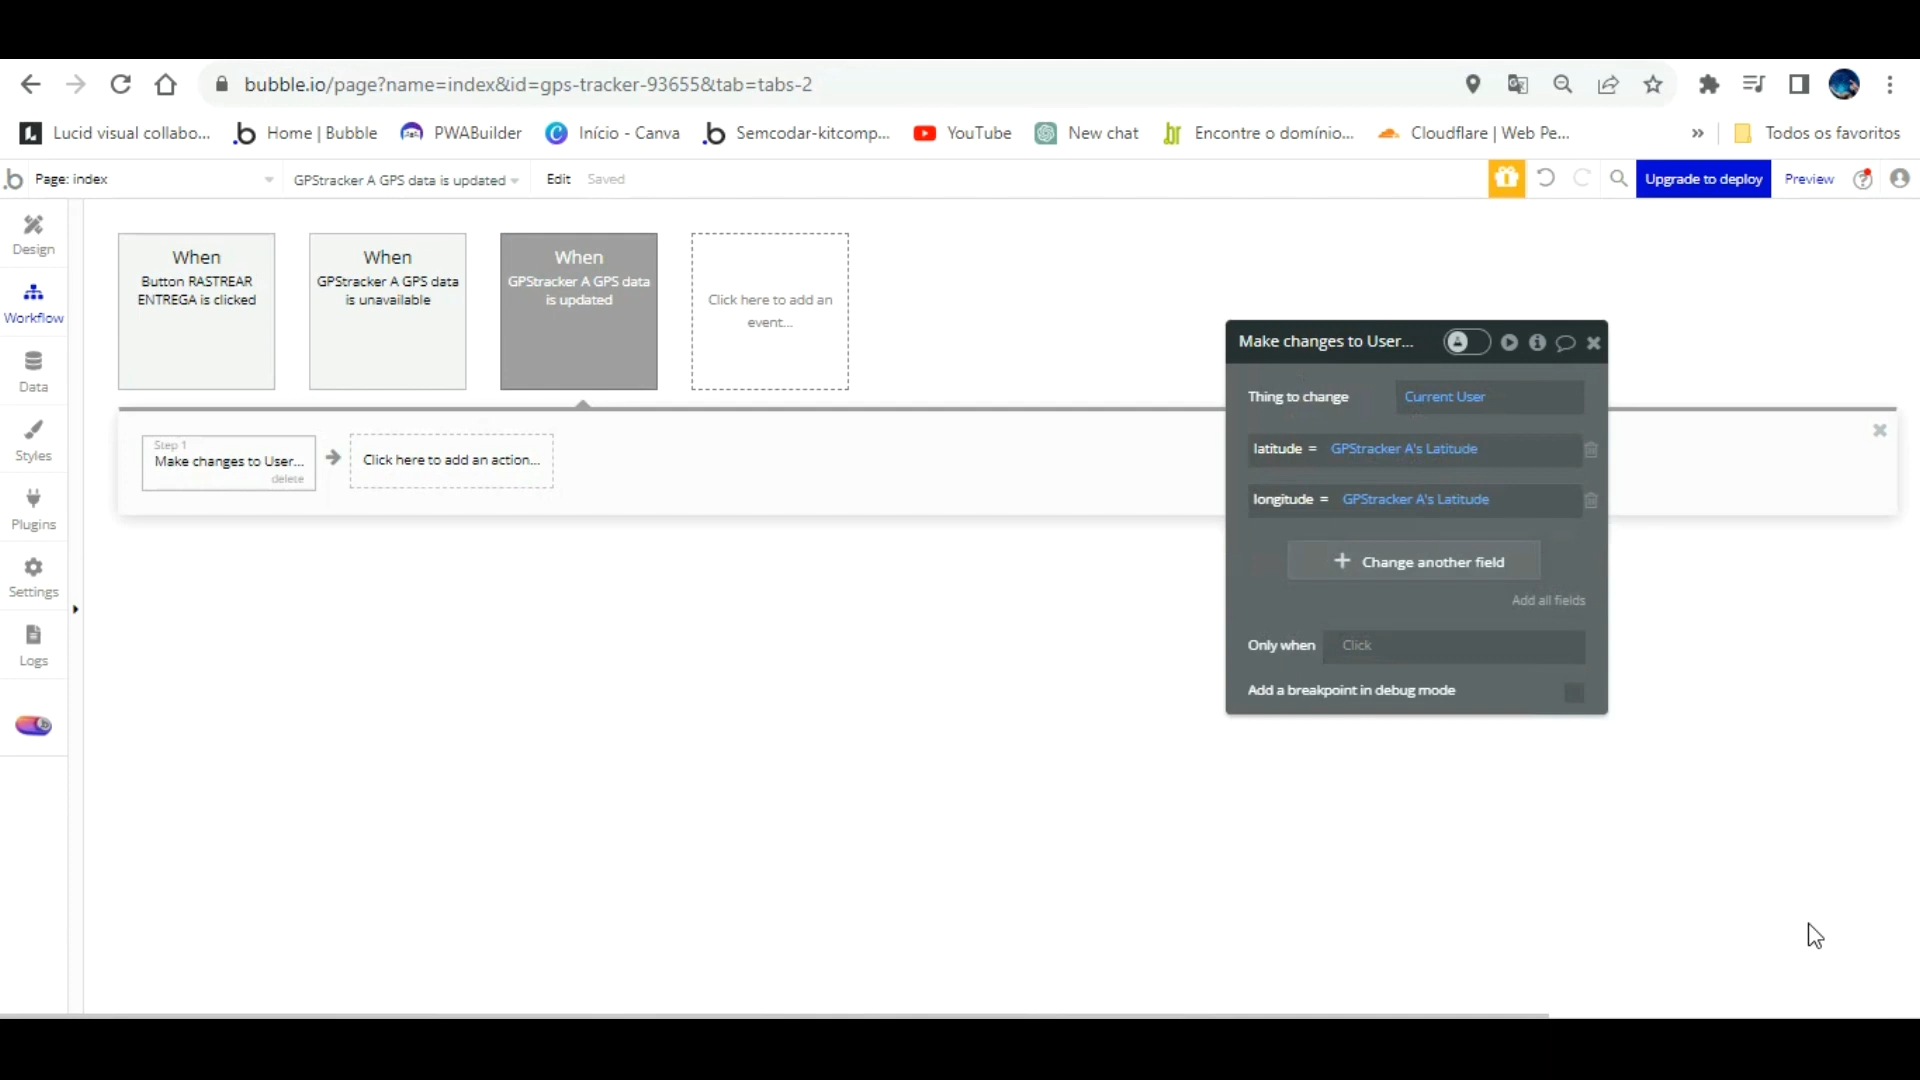 bubble.io/page?name=index&id=gps-tracker-93655&tab=tabs-2
Lucid visual collabo... Home | Bubble PWABuilder Início - Canva Semcodar-kitcomp... YouTube New chat Encontre o domínio... Cloudflare | Web Pe... » Todos os favoritos
Page: index GPStracker A GPS data is updated Edit Saved Upgrade to deploy Preview
Design
Workflow
Data
Styles
Plugins
Settings
Logs
When
Button RASTREAR
ENTREGA is clicked
When
GPStracker A GPS data
is unavailable
When
GPStracker A GPS data
is updated
Click here to add an
event...
Step 1
Make changes to User...
delete
Click here to add an action...
Make changes to User...
Thing to change Current User
latitude = GPStracker A's Latitude
longitude = GPStracker A's Latitude
+ Change another field
Add all fields
Only when Click
Add a breakpoint in debug mode